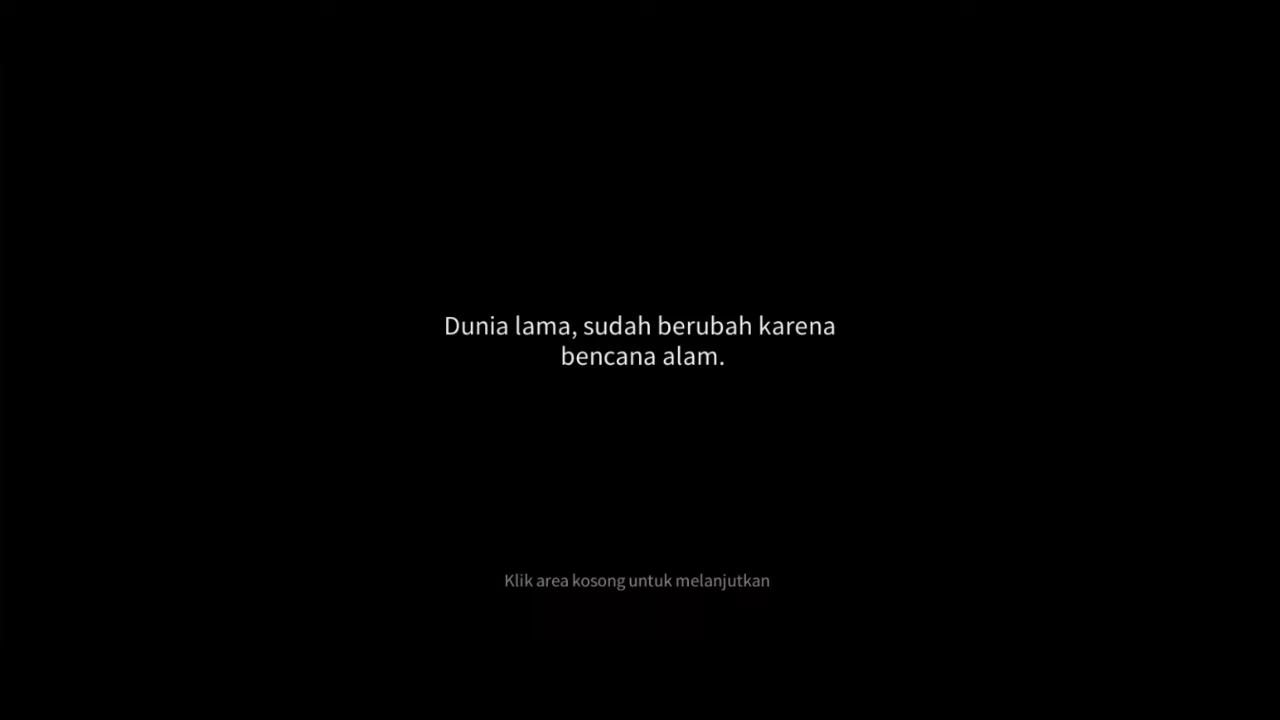 Dunia lama, sudah berubah karena
bencana alam.
Klik area kosong untuk melanjutkan